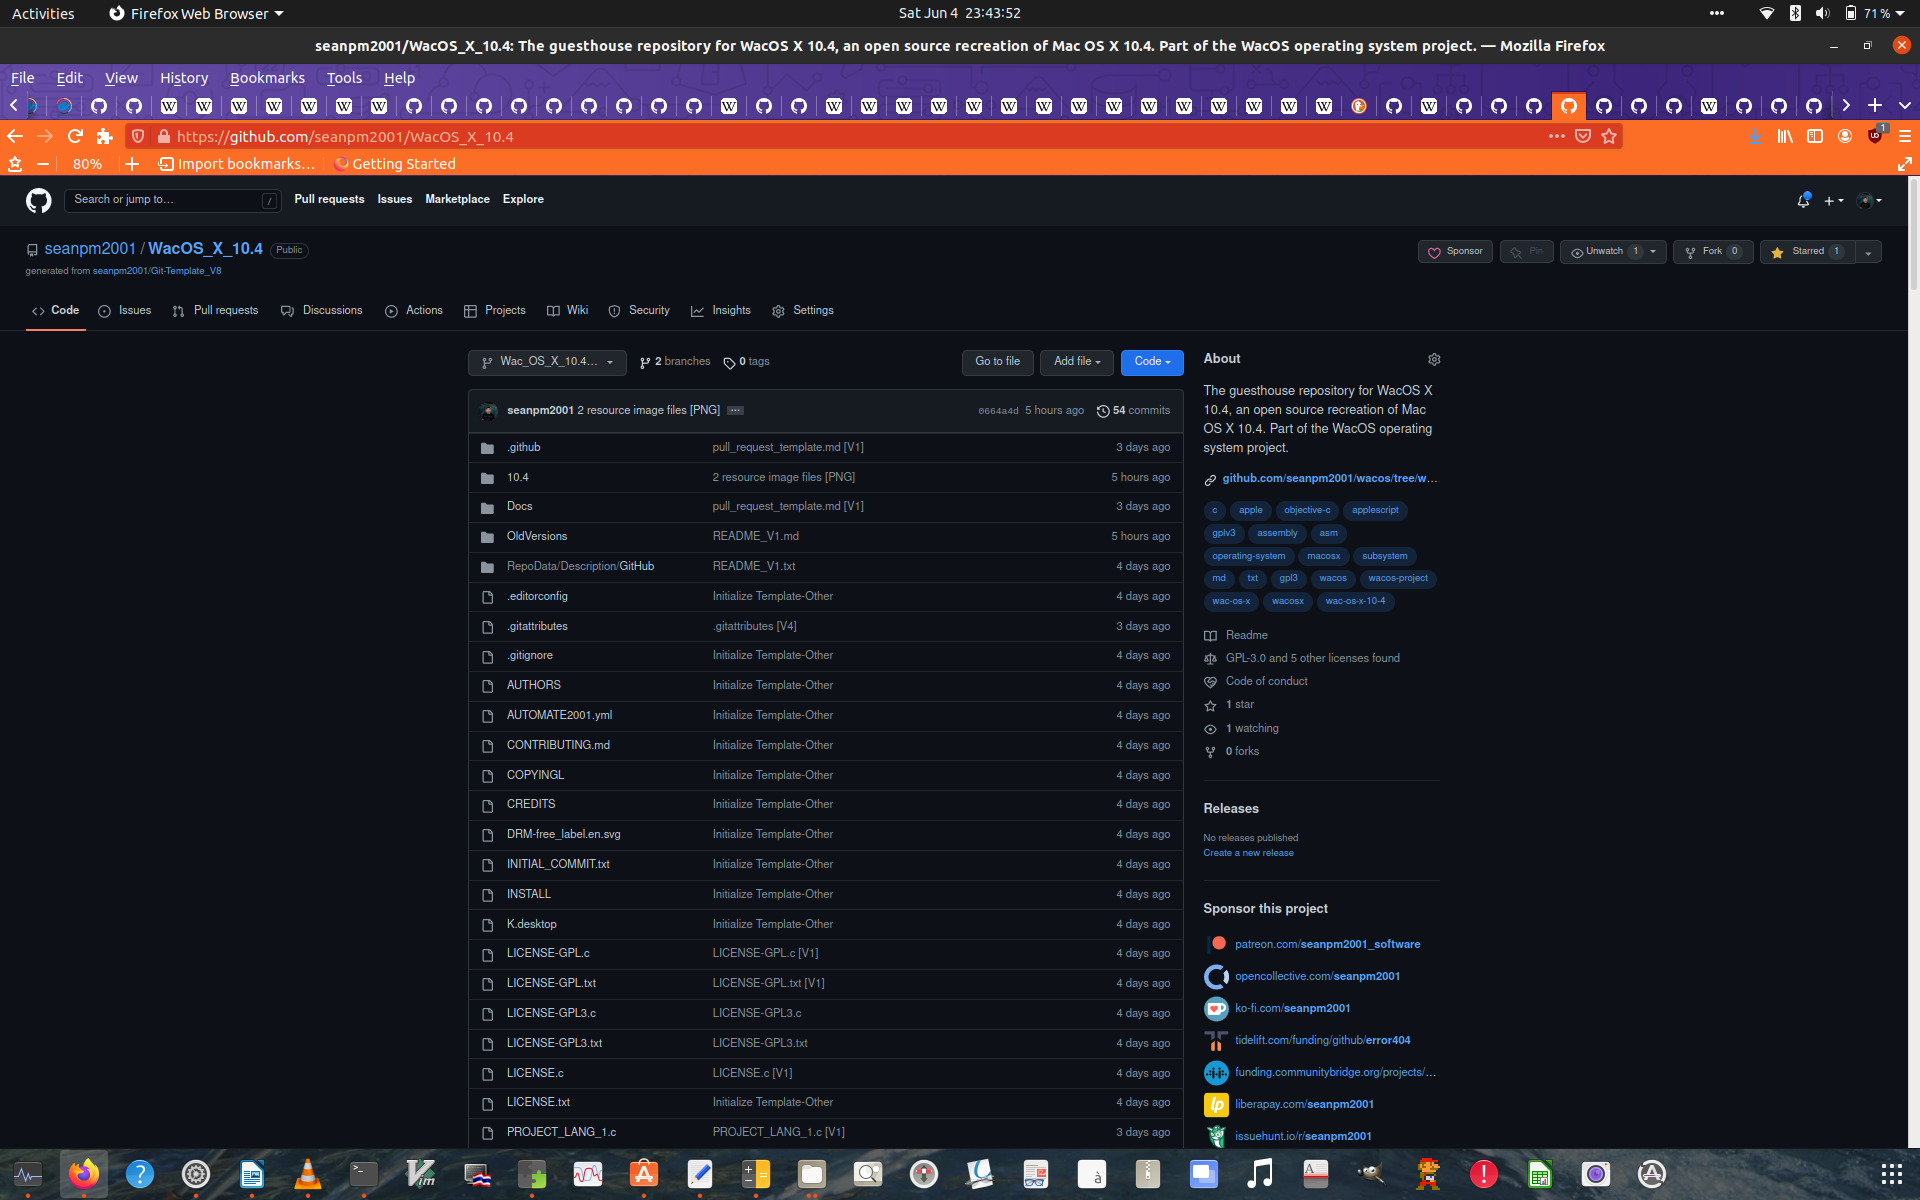 Activities
Firefox Web Browser
Sat Jun 4 23:43:52
71 %
seanpm2001/WacOS_X_10.4: The guesthouse repository for WacOS X 10.4, an open source recreation of Mac OS X 10.4. Part of the WacOS operating system project. — Mozilla Firefox
File Edit View History Bookmarks Tools Help
https://github.com/seanpm2001/WacOS_X_10.4
1
80%
Import bookmarks...
Getting Started
Search or jump to...
/
Pull requests Issues Marketplace Explore
seanpm2001 / WacOS_X_10.4 Public
generated from seanpm2001/Git-Template_V8
Sponsor
Pin
Unwatch 1
Fork 0
Starred 1
Code Issues Pull requests Discussions Actions Projects Wiki Security Insights Settings
Wac_OS_X_10.4...
2 branches
0 tags
Go to file
Add file
Code
seanpm2001 2 resource image files [PNG] ...
0664a4d 5 hours ago
54 commits
.github pull_request_template.md [V1] 3 days ago
10.4 2 resource image files [PNG] 5 hours ago
Docs pull_request_template.md [V1] 3 days ago
OldVersions README_V1.md 5 hours ago
RepoData/Description/GitHub README_V1.txt 4 days ago
.editorconfig Initialize Template-Other 4 days ago
.gitattributes .gitattributes [V4] 3 days ago
.gitignore Initialize Template-Other 4 days ago
AUTHORS Initialize Template-Other 4 days ago
AUTOMATE2001.yml Initialize Template-Other 4 days ago
CONTRIBUTING.md Initialize Template-Other 4 days ago
COPYINGL Initialize Template-Other 4 days ago
CREDITS Initialize Template-Other 4 days ago
DRM-free_label.en.svg Initialize Template-Other 4 days ago
INITIAL_COMMIT.txt Initialize Template-Other 4 days ago
INSTALL Initialize Template-Other 4 days ago
K.desktop Initialize Template-Other 4 days ago
LICENSE-GPL.c LICENSE-GPL.c [V1] 4 days ago
LICENSE-GPL.txt LICENSE-GPL.txt [V1] 4 days ago
LICENSE-GPL3.c LICENSE-GPL3.c 4 days ago
LICENSE-GPL3.txt LICENSE-GPL3.txt 4 days ago
LICENSE.c LICENSE.c [V1] 4 days ago
LICENSE.txt Initialize Template-Other 4 days ago
PROJECT_LANG_1.c PROJECT_LANG_1.c [V1] 3 days ago
About
The guesthouse repository for WacOS X
10.4, an open source recreation of Mac
OS X 10.4. Part of the WacOS operating
system project.
github.com/seanpm2001/wacos/tree/w...
c apple objective-c applescript
gplv3 assembly asm
operating-system macosx subsystem
md txt gpl3 wacos wacos-project
wac-os-x wacosx wac-os-x-10-4
Readme
GPL-3.0 and 5 other licenses found
Code of conduct
1 star
1 watching
0 forks
Releases
No releases published
Create a new release
Sponsor this project
patreon.com/seanpm2001_software
opencollective.com/seanpm2001
ko-fi.com/seanpm2001
tidelift.com/funding/github/error404
funding.communitybridge.org/projects/...
liberapay.com/seanpm2001
issuehunt.io/r/seanpm2001